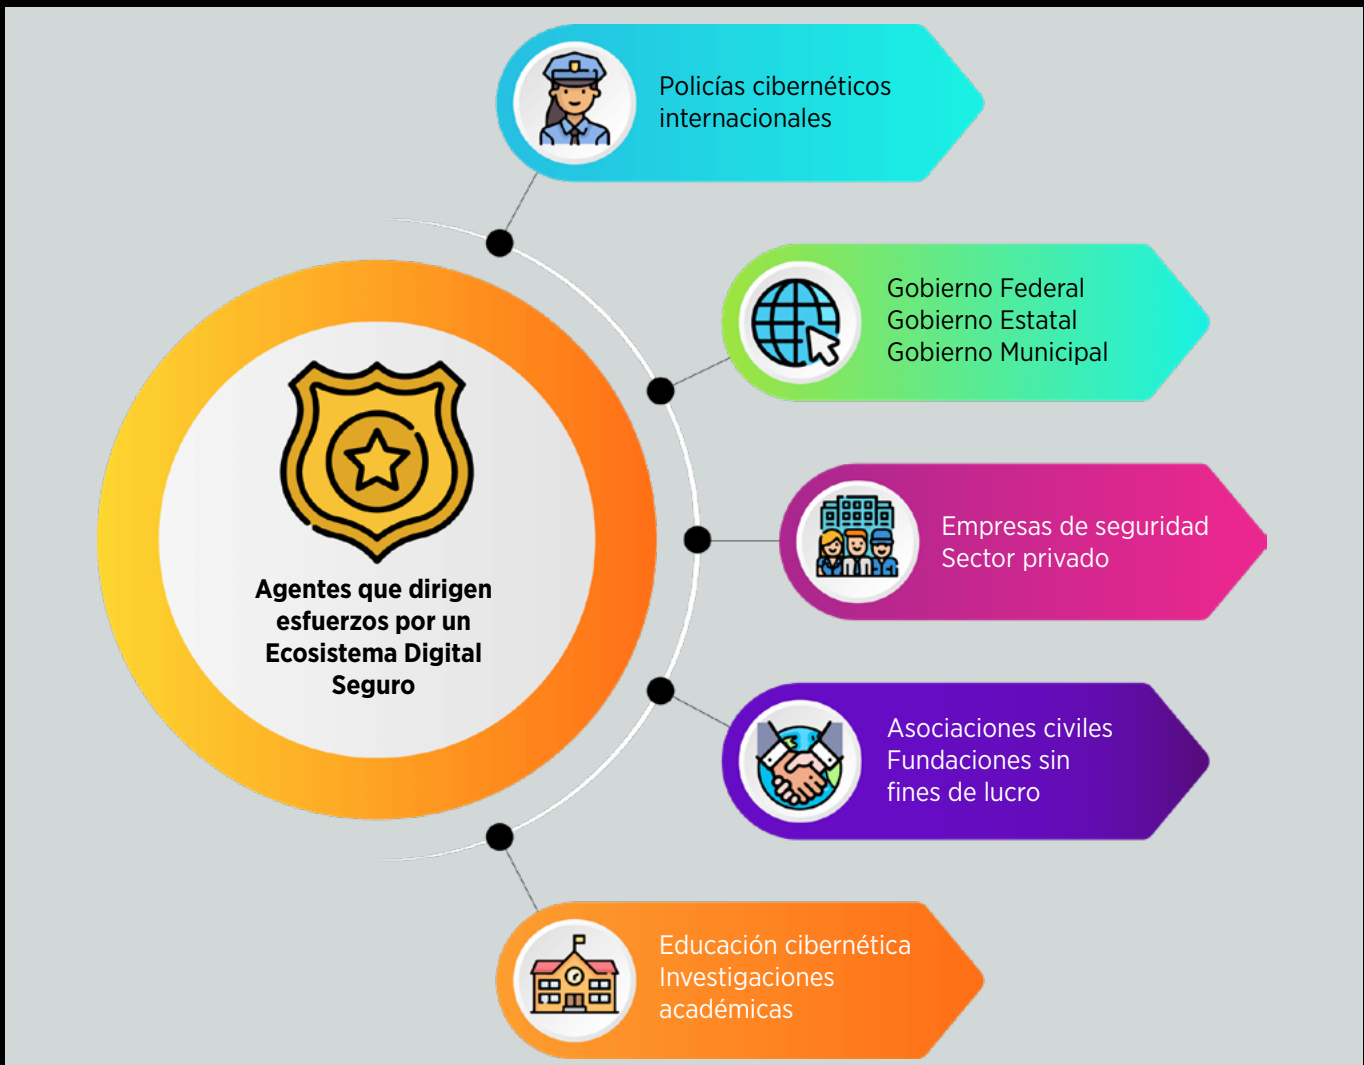 Policías cibernéticos
internacionales
Gobierno Federal
Gobierno Estatal
Gobierno Municipal
Empresas de seguridad
Sector privado
Agentes que dirigen
esfuerzos por un
Ecosistema Digital
Seguro
Asociaciones civiles
Fundaciones sin
fines de lucro
Educación cibernética
Investigaciones
académicas